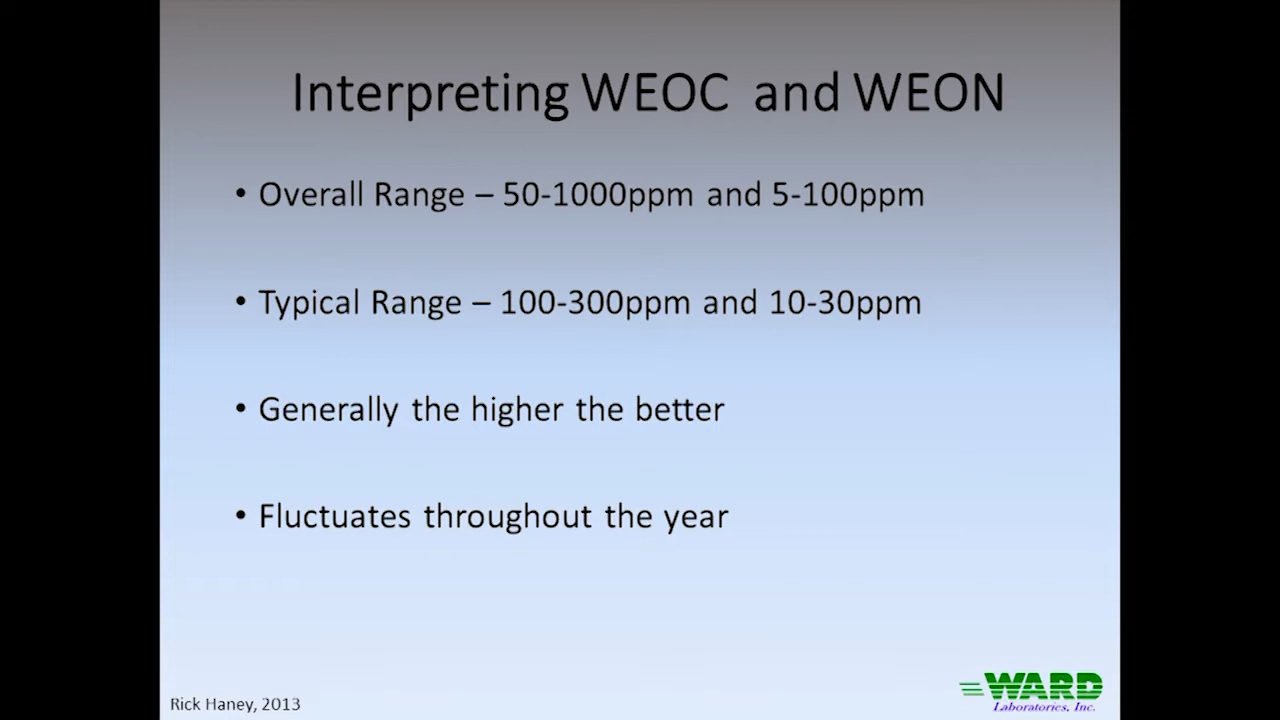 Interpreting WEOC and WEON
• Overall Range – 50-1000ppm and 5-100ppm
• Typical Range – 100-300ppm and 10-30ppm
• Generally the higher the better
• Fluctuates throughout the year
Rick Haney, 2013
WARD
Laboratories, Inc.